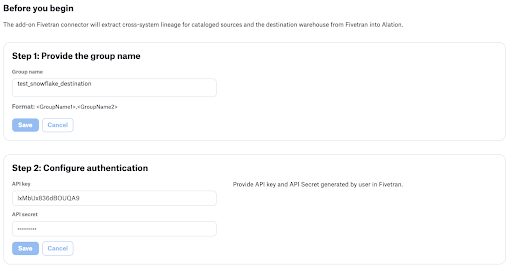 Before you begin
The add-on Fivetran connector will extract cross-system lineage for cataloged sources and the destination warehouse from Fivetran into Alation.
Step 1: Provide the group name
Group name
test_snowflake_destination
Format: <GroupName1>,<GroupName2>
Save Cancel
Step 2: Configure authentication
API key
Provide API key and API Secret generated by user in Fivetran.
IxMbUx836dBOUQA9
API secret
Save Cancel